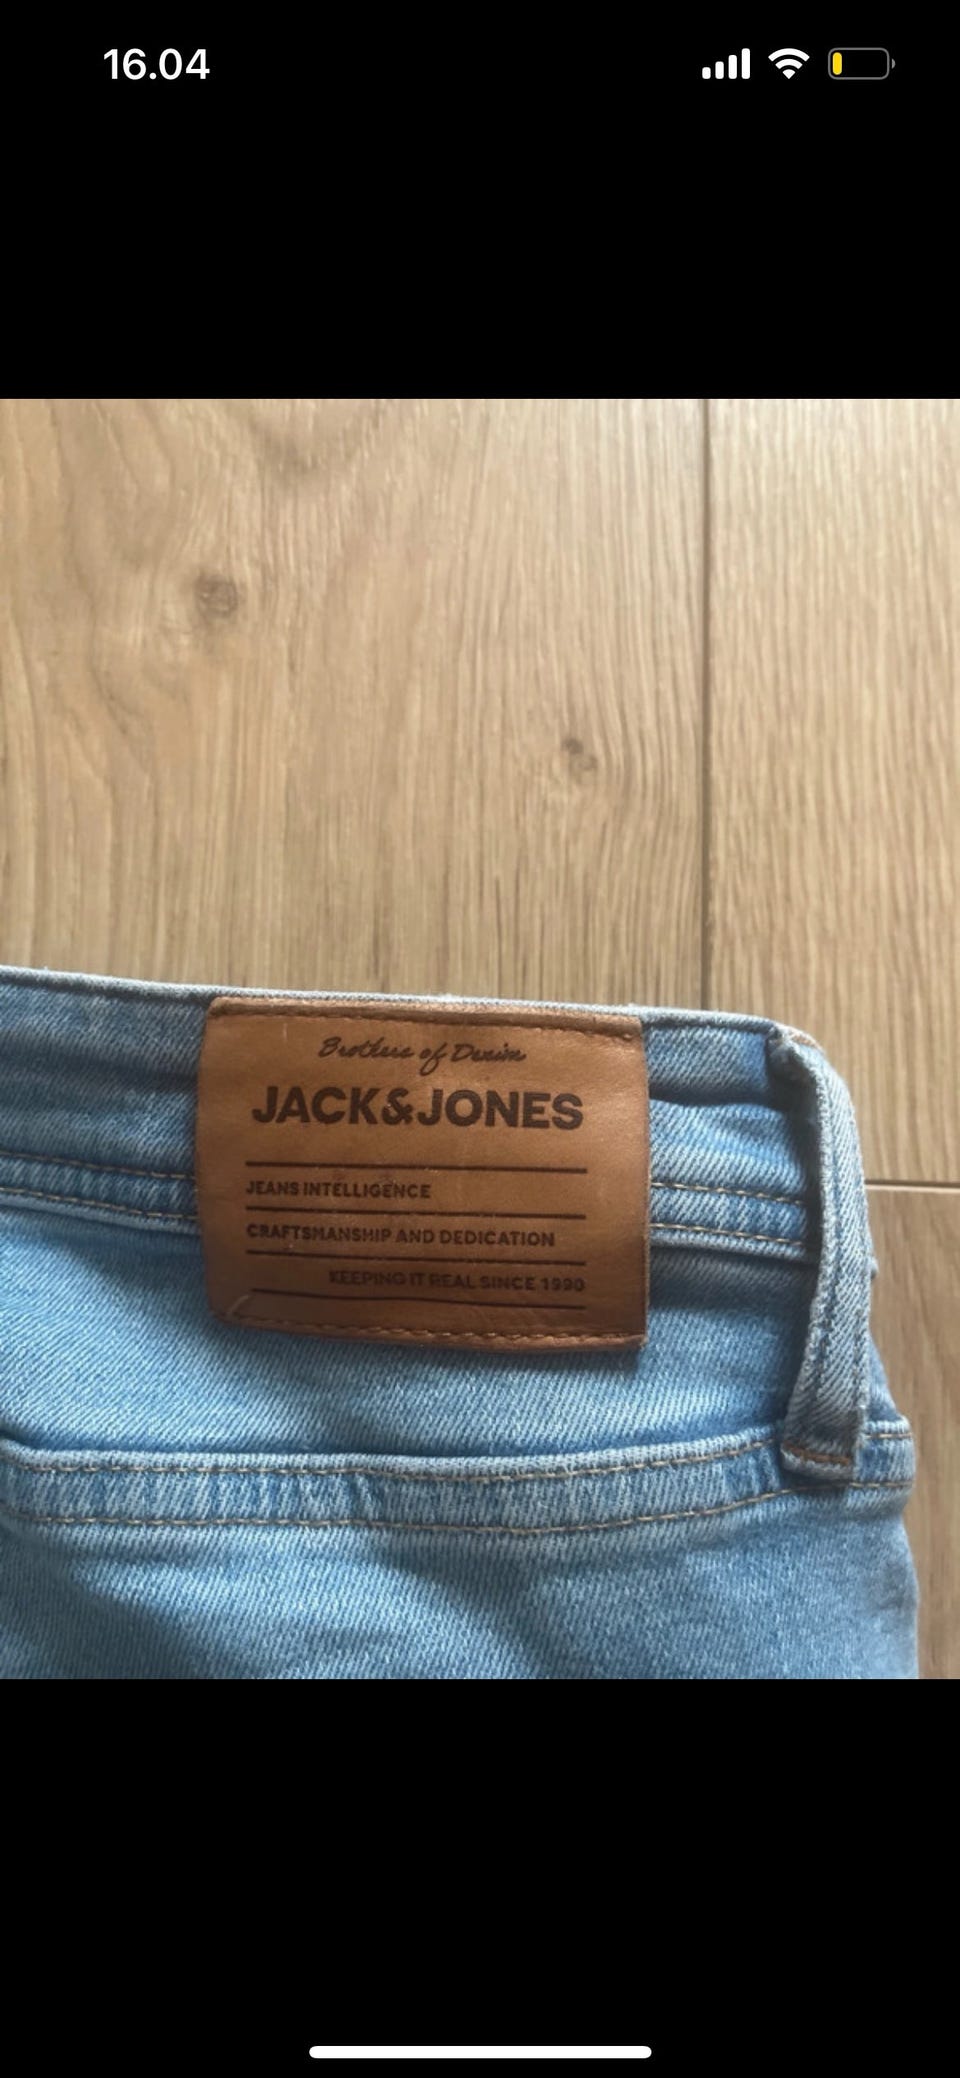 16.04
Brothers of Denim
JACK&JONES
JEANS INTELLIGENCE
CRAFTSMANSHIP AND DEDICATION
KEEPING IT REAL SINCE 1990